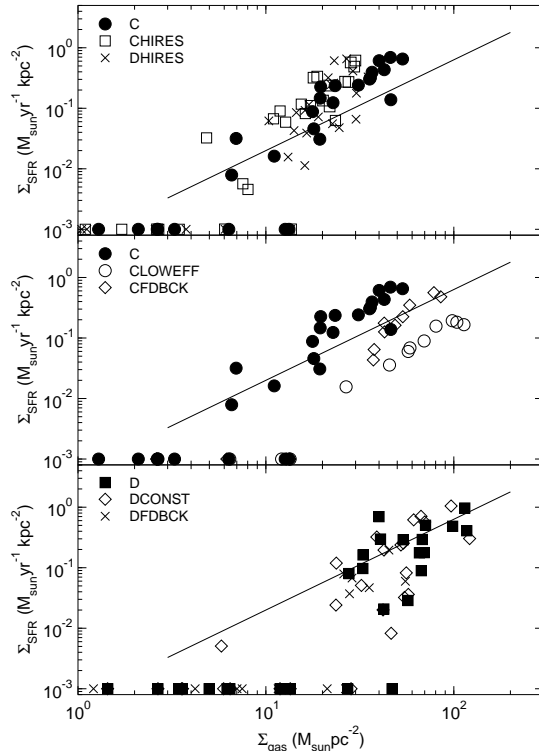 C
CHIRES
DHIRES
10^0
10^-1
10^-2
10^-3
Σ_SFR (M_sun yr^-1 kpc^-2)
C
CLOWEFF
CFDBCK
10^0
10^-1
10^-2
10^-3
Σ_SFR (M_sun yr^-1 kpc^-2)
D
DCONST
DFDBCK
10^0
10^-1
10^-2
10^-3
Σ_SFR (M_sun yr^-1 kpc^-2)
10^0 10^1 10^2
Σ_gas (M_sun pc^-2)